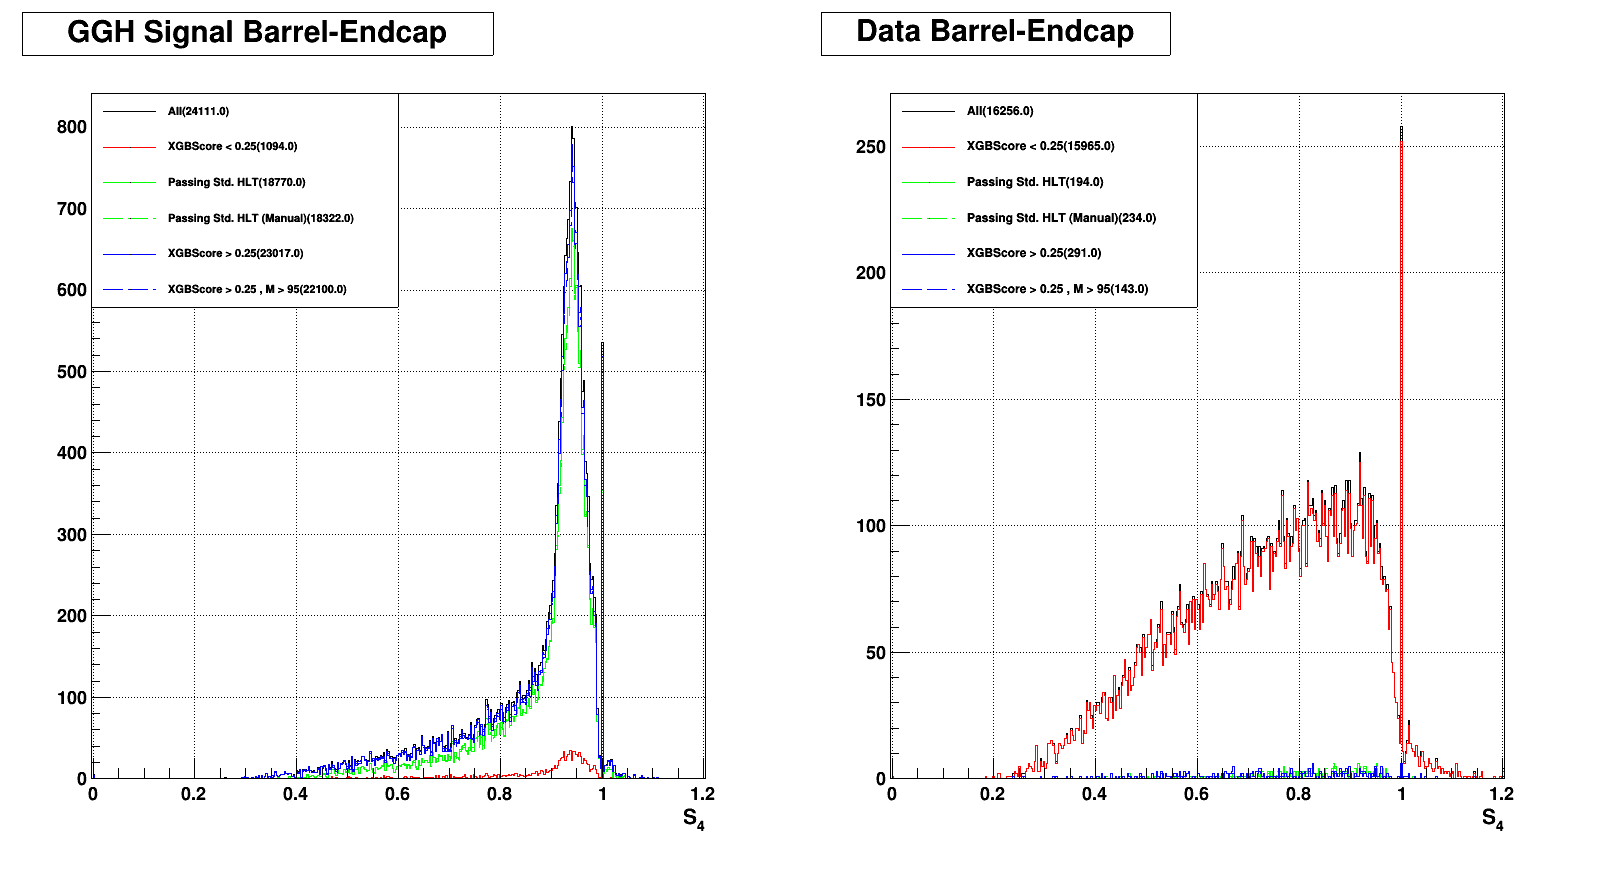 GGH Signal Barrel-Endcap
All(24111.0)
XGBScore < 0.25(1094.0)
Passing Std. HLT(18770.0)
Passing Std. HLT (Manual)(18322.0)
XGBScore > 0.25(23017.0)
XGBScore > 0.25 , M > 95(22100.0)
800
700
600
500
400
300
200
100
0
0 0.2 0.4 0.6 0.8 1 1.2
S4
Data Barrel-Endcap
All(16256.0)
XGBScore < 0.25(15965.0)
Passing Std. HLT(194.0)
Passing Std. HLT (Manual)(234.0)
XGBScore > 0.25(291.0)
XGBScore > 0.25 , M > 95(143.0)
250
200
150
100
50
0
0 0.2 0.4 0.6 0.8 1 1.2
S4